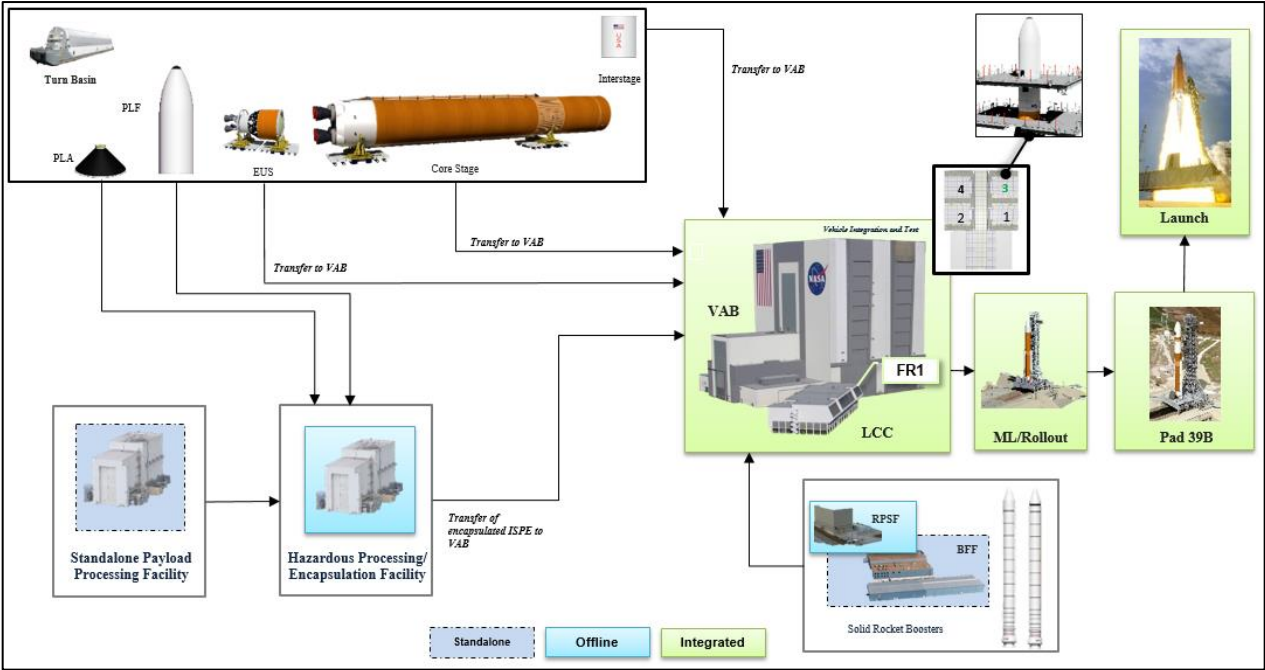 Turn Basin
PLF
PLA
EUS
Core Stage
Interstage
Transfer to VAB
Transfer to VAB
Transfer to VAB
4
3
2
1
Launch
Vehicle Integration and Test
NASA
VAB
FR1
LCC
ML/Rollout
Pad 39B
Standalone Payload
Processing Facility
Hazardous Processing/
Encapsulation Facility
Transfer of
encapsulated ISPE to
VAB
RPSF
BFF
Solid Rocket Boosters
Standalone
Offline
Integrated